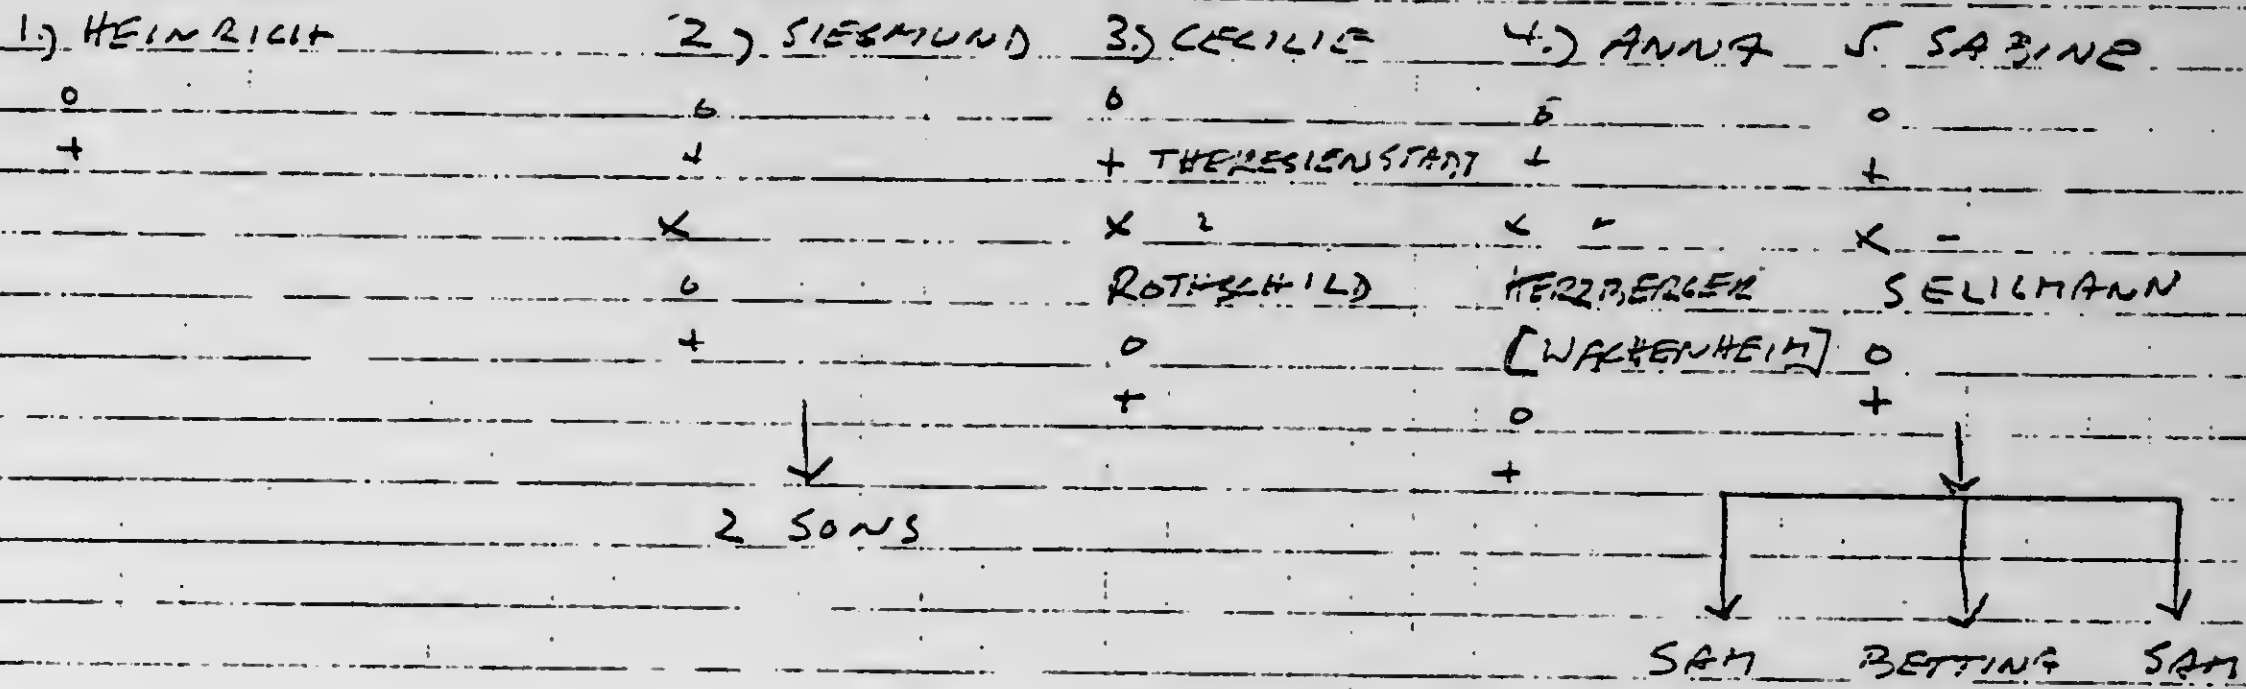 1.) HEINRICH 2.) SIEGMUND 3.) CECILIE 4.) ANNA 5. SABINE
o o o o o
+ + + THERESIENSTADT + +
x x ? x - x -
o ROTHSCHILD HERZBERGER SELIGMANN
+ o [WACHENHEIM] o
+ o +
+
2 SONS
SAM BETTINA SAM